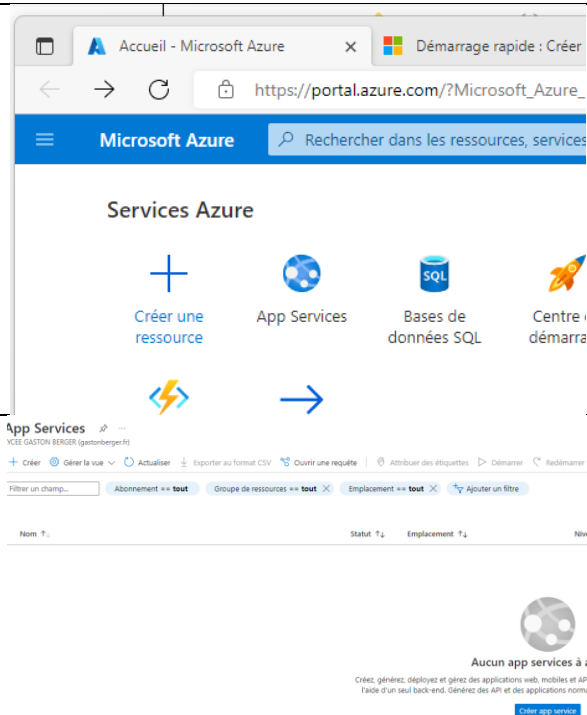 Accueil - Microsoft Azure
Démarrage rapide : Créer
https://portal.azure.com/?Microsoft_Azure_
Microsoft Azure
Rechercher dans les ressources, services
Services Azure
Créer une ressource
App Services
Bases de données SQL
Centre
démarra
App Services
YCEE GASTON BERGER (gastonberger.fr)
Créer Gérer la vue Actualiser Exporter au format CSV Ouvrir une requête Attribuer des étiquettes Démarrer Redémarrer
Filtrer un champ... Abonnement == tout Groupe de ressources == tout Emplacement == tout Ajouter un filtre
Nom Statut Emplacement Nive
Aucun app services à a
Créez, générez, déployez et gérez des applications web, mobiles et AP
l'aide d'un seul back-end. Générez des API et des applications norma
Créer app service